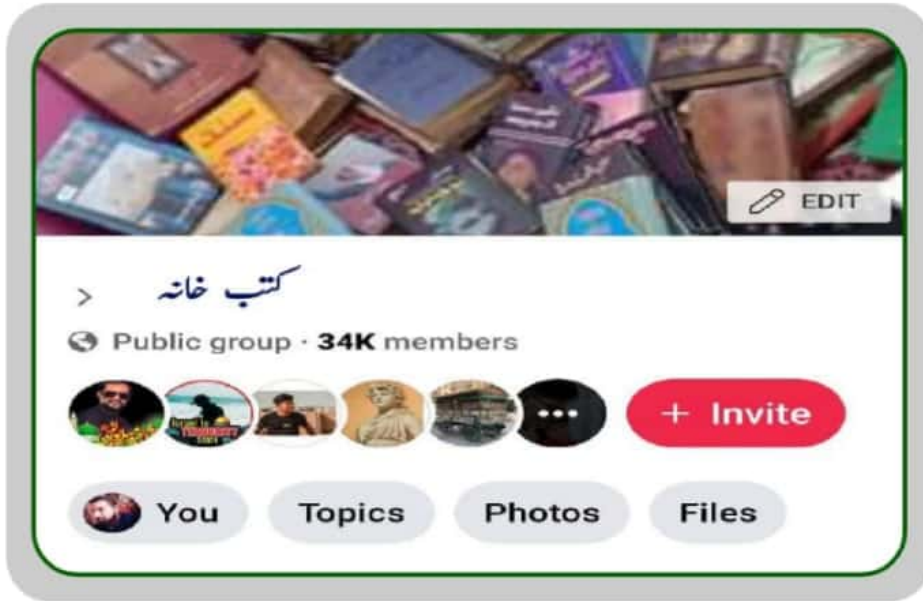 EDIT
کتب خانہ
Public group · 34K members
+ Invite
You
Topics
Photos
Files